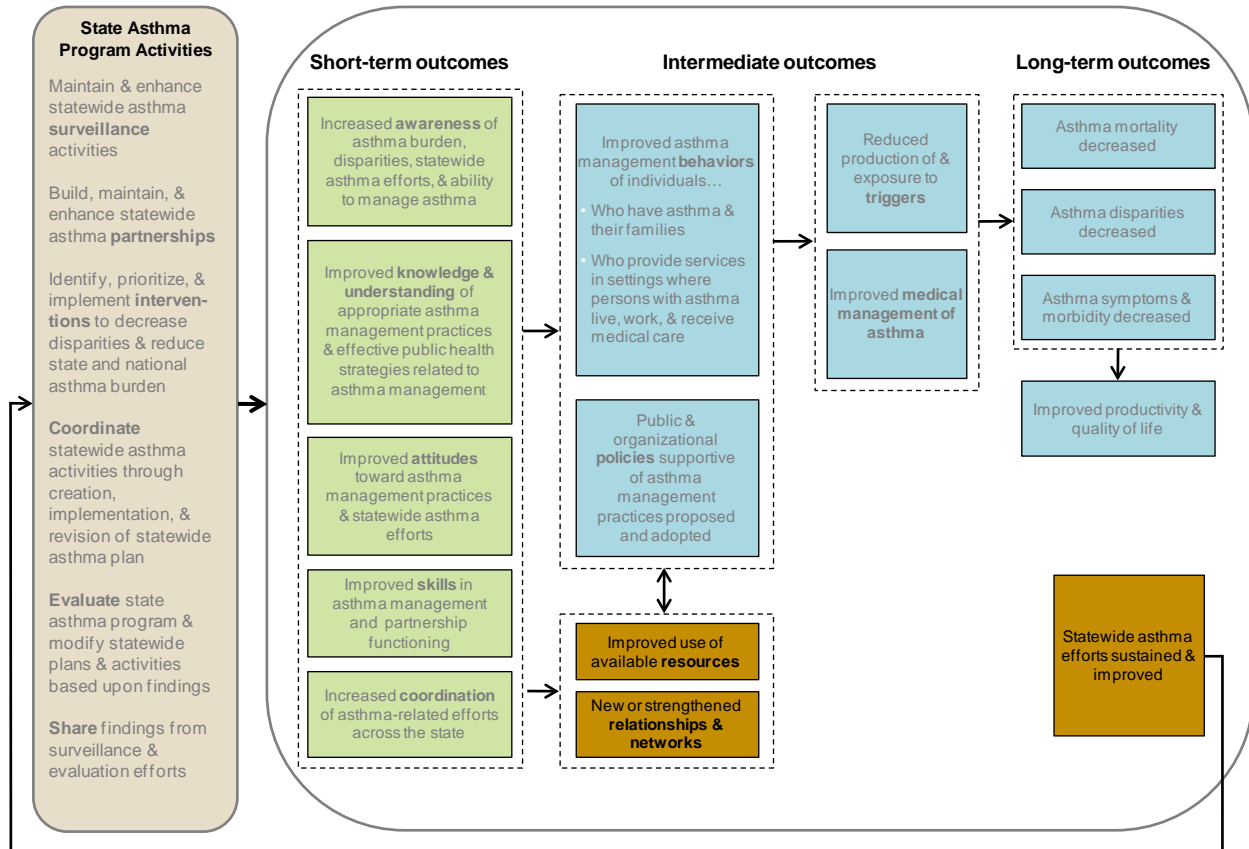 State Asthma
Program Activities
Maintain & enhance
statewide asthma
surveillance
activities
Build, maintain, &
enhance statewide
asthma partnerships
Identify, prioritize, &
implement interven-
tions to decrease
disparities & reduce
state and national
asthma burden
Coordinate
statewide asthma
activities through
creation,
implementation, &
revision of statewide
asthma plan
Evaluate state
asthma program &
modify statewide
plans & activities
based upon findings
Share findings from
surveillance &
evaluation efforts
Short-term outcomes
Increased awareness of
asthma burden,
disparities, statewide
asthma efforts, & ability
to manage asthma
Improved knowledge &
understanding of
appropriate asthma
management practices
& effective public health
strategies related to
asthma management
Improved attitudes
toward asthma
management practices
& statewide asthma
efforts
Improved skills in
asthma management
and partnership
functioning
Increased coordination
of asthma-related efforts
across the state
Intermediate outcomes
Improved asthma
management behaviors
of individuals…
• Who have asthma &
their families
• Who provide services
in settings where
persons with asthma
live, work, & receive
medical care
Public &
organizational
policies supportive
of asthma
management
practices proposed
and adopted
Improved use of
available resources
New or strengthened
relationships &
networks
Reduced
production of &
exposure to
triggers
Improved medical
management of
asthma
Long-term outcomes
Asthma mortality
decreased
Asthma disparities
decreased
Asthma symptoms &
morbidity decreased
Improved productivity &
quality of life
Statewide asthma
efforts sustained &
improved